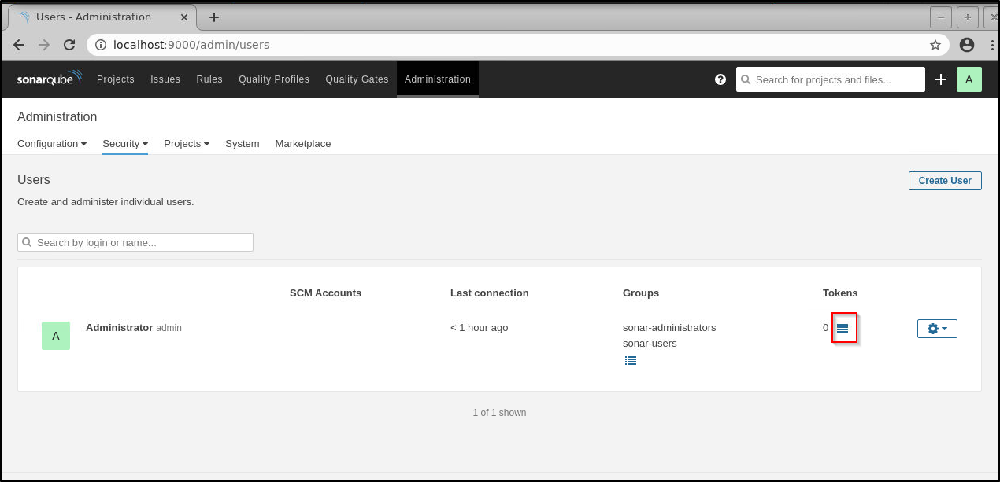 Users - Administration
localhost:9000/admin/users
sonarqube Projects Issues Rules Quality Profiles Quality Gates Administration Search for projects and files... A
Administration
Configuration Security Projects System Marketplace
Users
Create User
Create and administer individual users.
Search by login or name...
SCM Accounts Last connection Groups Tokens
A Administrator admin < 1 hour ago sonar-administrators 0
sonar-users
1 of 1 shown